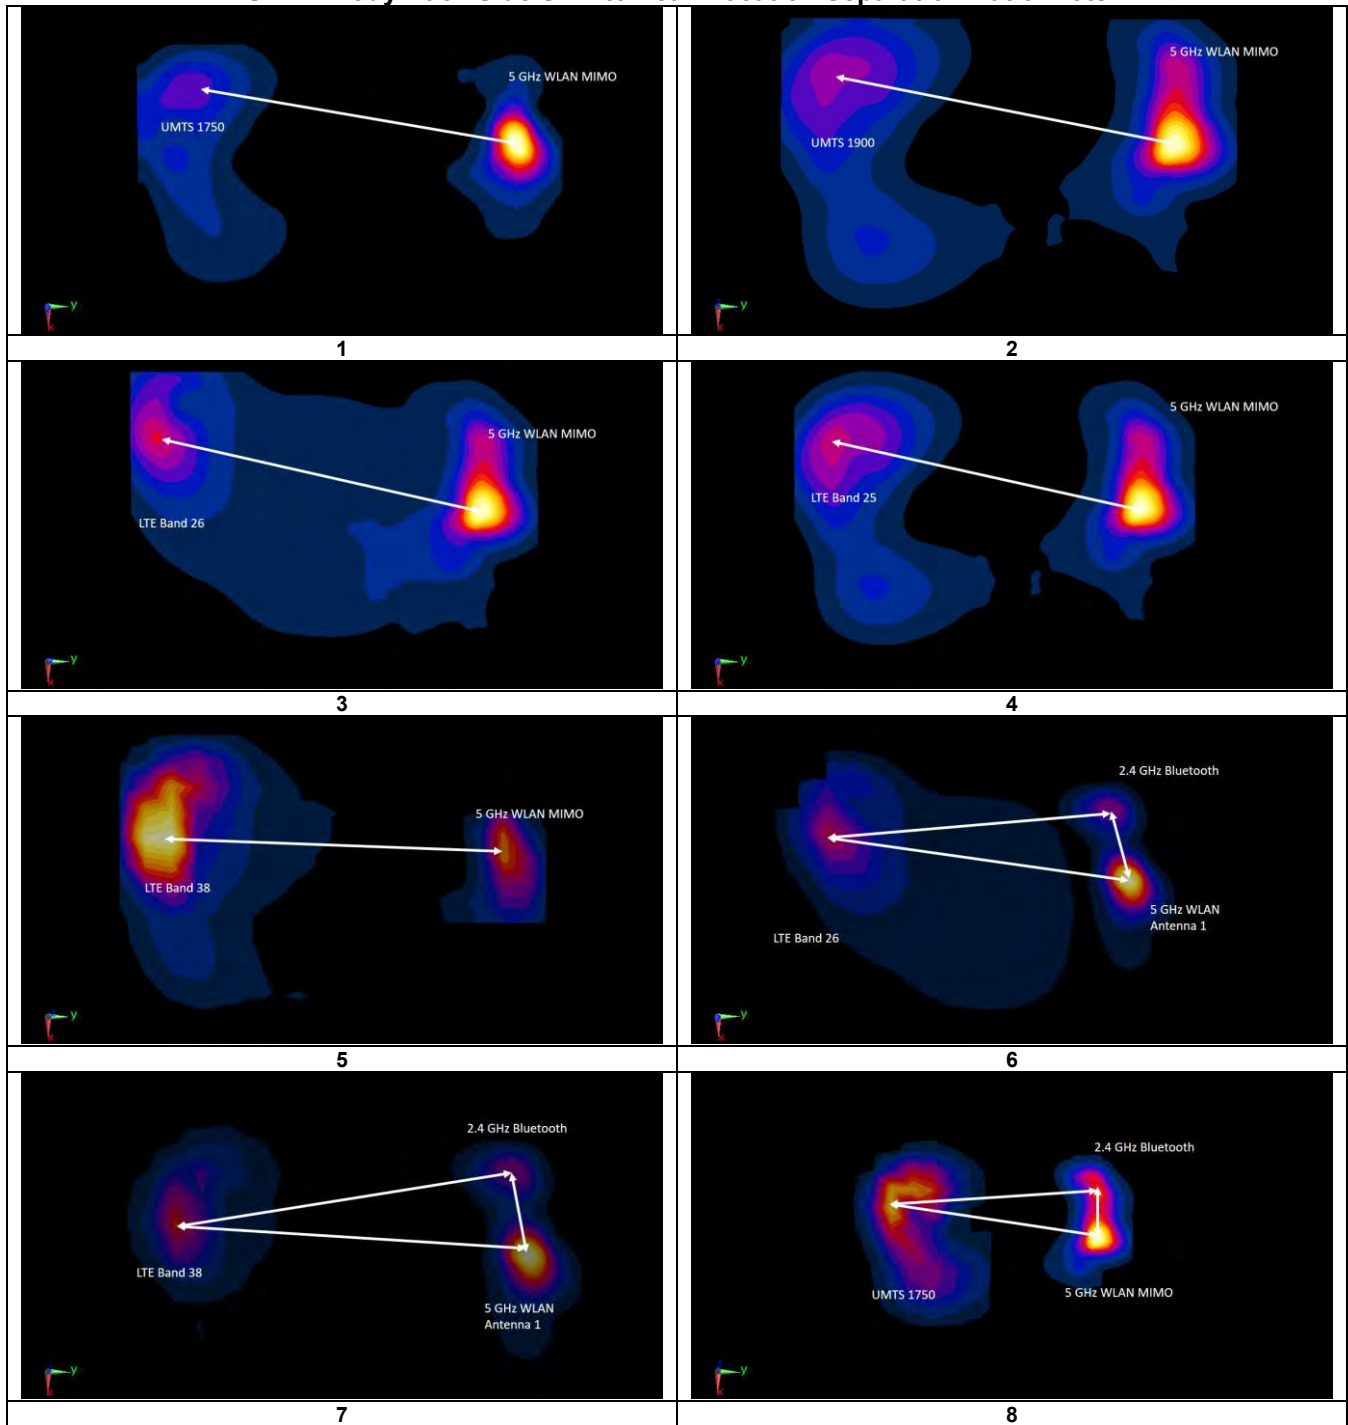 5 GHz WLAN MIMO
UMTS 1750
y
x
1
5 GHz WLAN MIMO
UMTS 1900
y
x
2
5 GHz WLAN MIMO
LTE Band 26
y
x
3
5 GHz WLAN MIMO
LTE Band 25
y
x
4
5 GHz WLAN MIMO
LTE Band 38
y
x
5
2.4 GHz Bluetooth
5 GHz WLAN
Antenna 1
LTE Band 26
y
x
6
2.4 GHz Bluetooth
LTE Band 38
5 GHz WLAN
Antenna 1
y
x
7
2.4 GHz Bluetooth
UMTS 1750
5 GHz WLAN MIMO
y
x
8